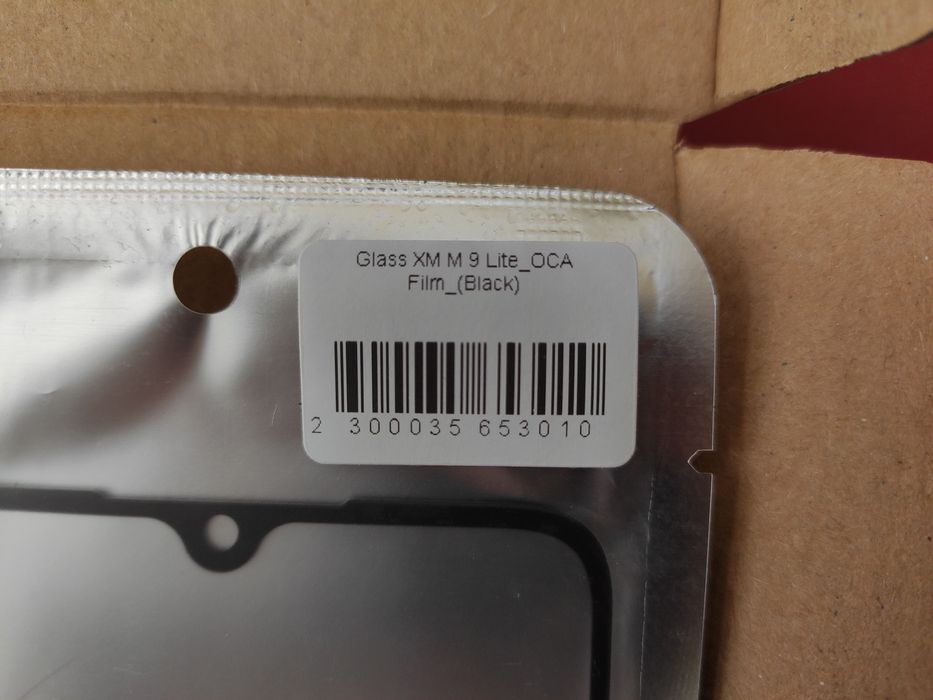 Glass XM M 9 Lite_OCA
Film_(Black)
2 300035 653010